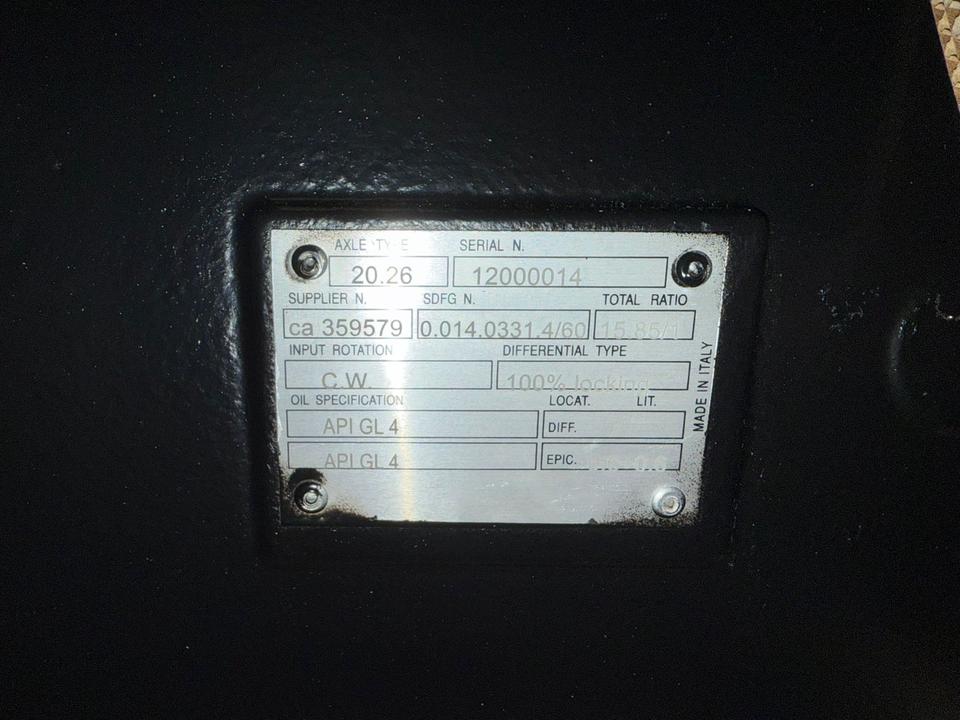 AXLE TYPE SERIAL N.
20.26 12000014
SUPPLIER N. SDFG N. TOTAL RATIO
ca 359579 0.014.0331.4/60 15.85/1
INPUT ROTATION DIFFERENTIAL TYPE
C.W. 100% locking
OIL SPECIFICATION LOCAT. LIT.
API GL 4 DIFF.
API GL 4 EPIC.
MADE IN ITALY